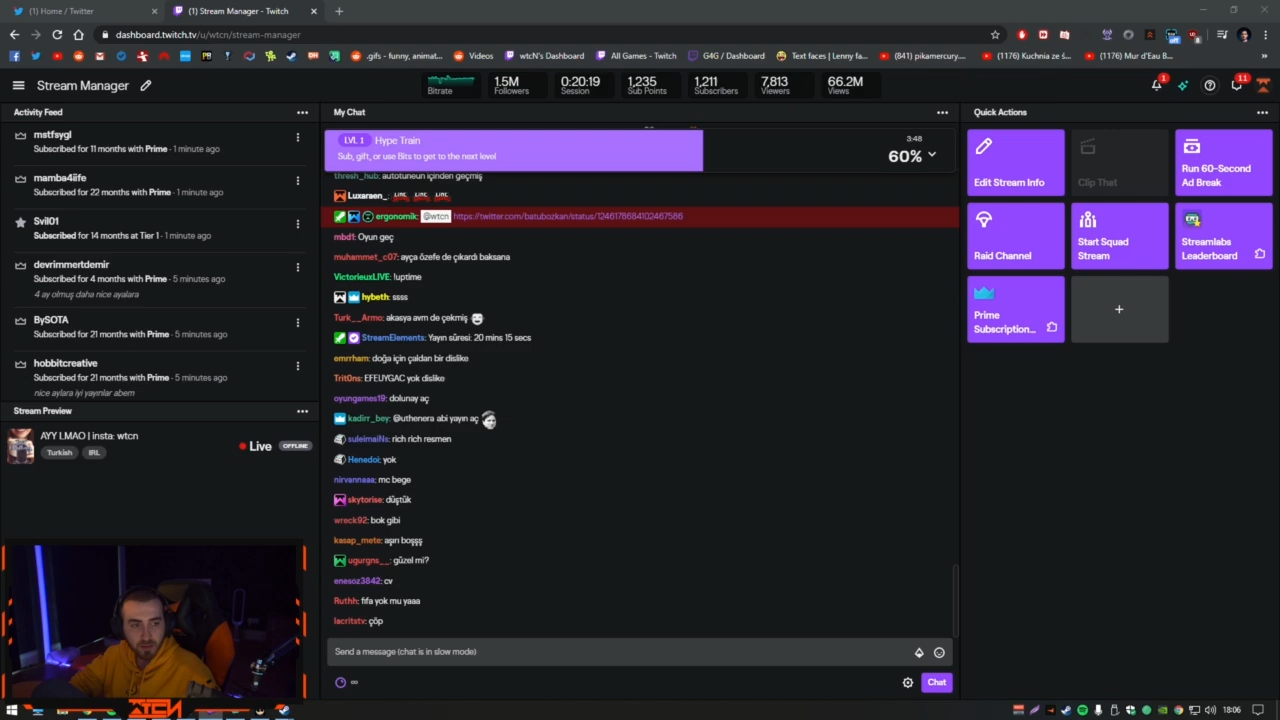 (1) Home / Twitter
(1) Stream Manager - Twitch
dashboard.twitch.tv/u/wtcn/stream-manager
.gifs - funny, animat...
Videos
wtcN's Dashboard
All Games - Twitch
G4G / Dashboard
Text faces | Lenny fa...
(841) pikamercury...
(1176) Kuchnia ze ś...
(1176) Mur d'Eau B...
Stream Manager
Bitrate
1.5M
Followers
0:20:19
Session
1,235
Sub Points
1,211
Subscribers
7,813
Viewers
66.2M
Views
1
11
Activity Feed
mstfsygl
Subscribed for 11 months with Prime · 1 minute ago
mamba4iife
Subscribed for 22 months with Prime · 1 minute ago
Svil01
Subscribed for 14 months at Tier 1 · 1 minute ago
devrimmertdemir
Subscribed for 4 months with Prime · 5 minutes ago
4 ay olmuş daha nice ayalara
BySOTA
Subscribed for 21 months with Prime · 5 minutes ago
hobbitcreative
Subscribed for 21 months with Prime · 5 minutes ago
nice aylara iyi yayınlar abem
Stream Preview
AYY LMAO | insta: wtcn
Turkish
IRL
Live
OFFLINE
My Chat
LVL 1
Hype Train
Sub, gift, or use Bits to get to the next level
3:48
60%
thresh_hub: autotuneun içinden geçmiş
Luxaraen_:
ergonomik: @wtcn https://twitter.com/batubozkan/status/1246178684102467586
mbd1: Oyun geç
muhammet_c07: ayça özefe de çıkardı baksana
VictorieuxLIVE: !uptime
hybeth: ssss
Turk__Armo: akasya avm de çekmiş
StreamElements: Yayın süresi: 20 mins 15 secs
emrrham: doğa için çaldan bir dislike
Trit0ns: EFEUYGAC yok dislike
oyungames19: dolunay aç
kadirr_bey: @uthenera abi yayın aç
suleimaiNs: rich rich resmen
Henedoi: yok
nirvannaaa: mc bege
skytorise: düştük
wreck92: bok gibi
kasap_mete: aşırı boşşş
ugurgns__: güzel mi?
enesoz3842: cv
Ruthh: fifa yok mu yaaa
lacritstv: çöp
Send a message (chat is in slow mode)
∞
Chat
Quick Actions
Edit Stream Info
Clip That
Run 60-Second
Ad Break
Raid Channel
Start Squad
Stream
Streamlabs
Leaderboard
Prime
Subscription...
18:06